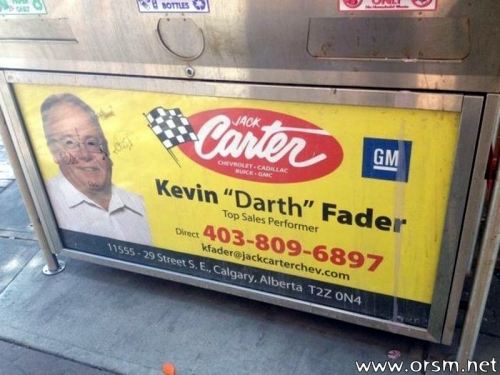 BOTTLES
ONLY
JACK
Carter
CHEVROLET · CADILLAC
BUICK · GMC
GM
Kevin "Darth" Fader
Top Sales Performer
Direct 403-809-6897
kfader@jackcarterchev.com
11555 - 29 Street S. E., Calgary, Alberta T2Z 0N4
www.orsm.net